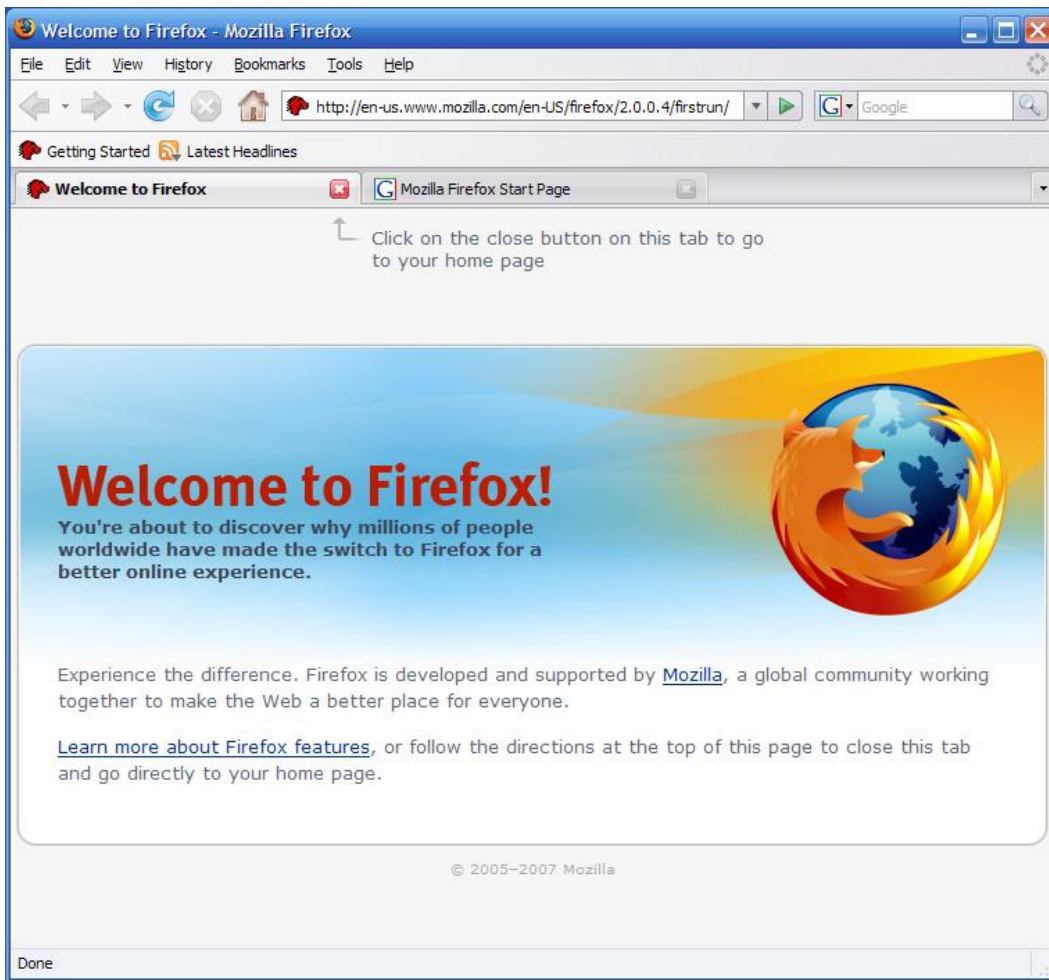 Welcome to Firefox - Mozilla Firefox
File Edit View History Bookmarks Tools Help
http://en-us.www.mozilla.com/en-US/firefox/2.0.0.4/firstrun/ G Google
Getting Started Latest Headlines
Welcome to Firefox G Mozilla Firefox Start Page
Click on the close button on this tab to go
to your home page
Welcome to Firefox!
You're about to discover why millions of people
worldwide have made the switch to Firefox for a
better online experience.
Experience the difference. Firefox is developed and supported by Mozilla, a global community working
together to make the Web a better place for everyone.
Learn more about Firefox features, or follow the directions at the top of this page to close this tab
and go directly to your home page.
© 2005–2007 Mozilla
Done